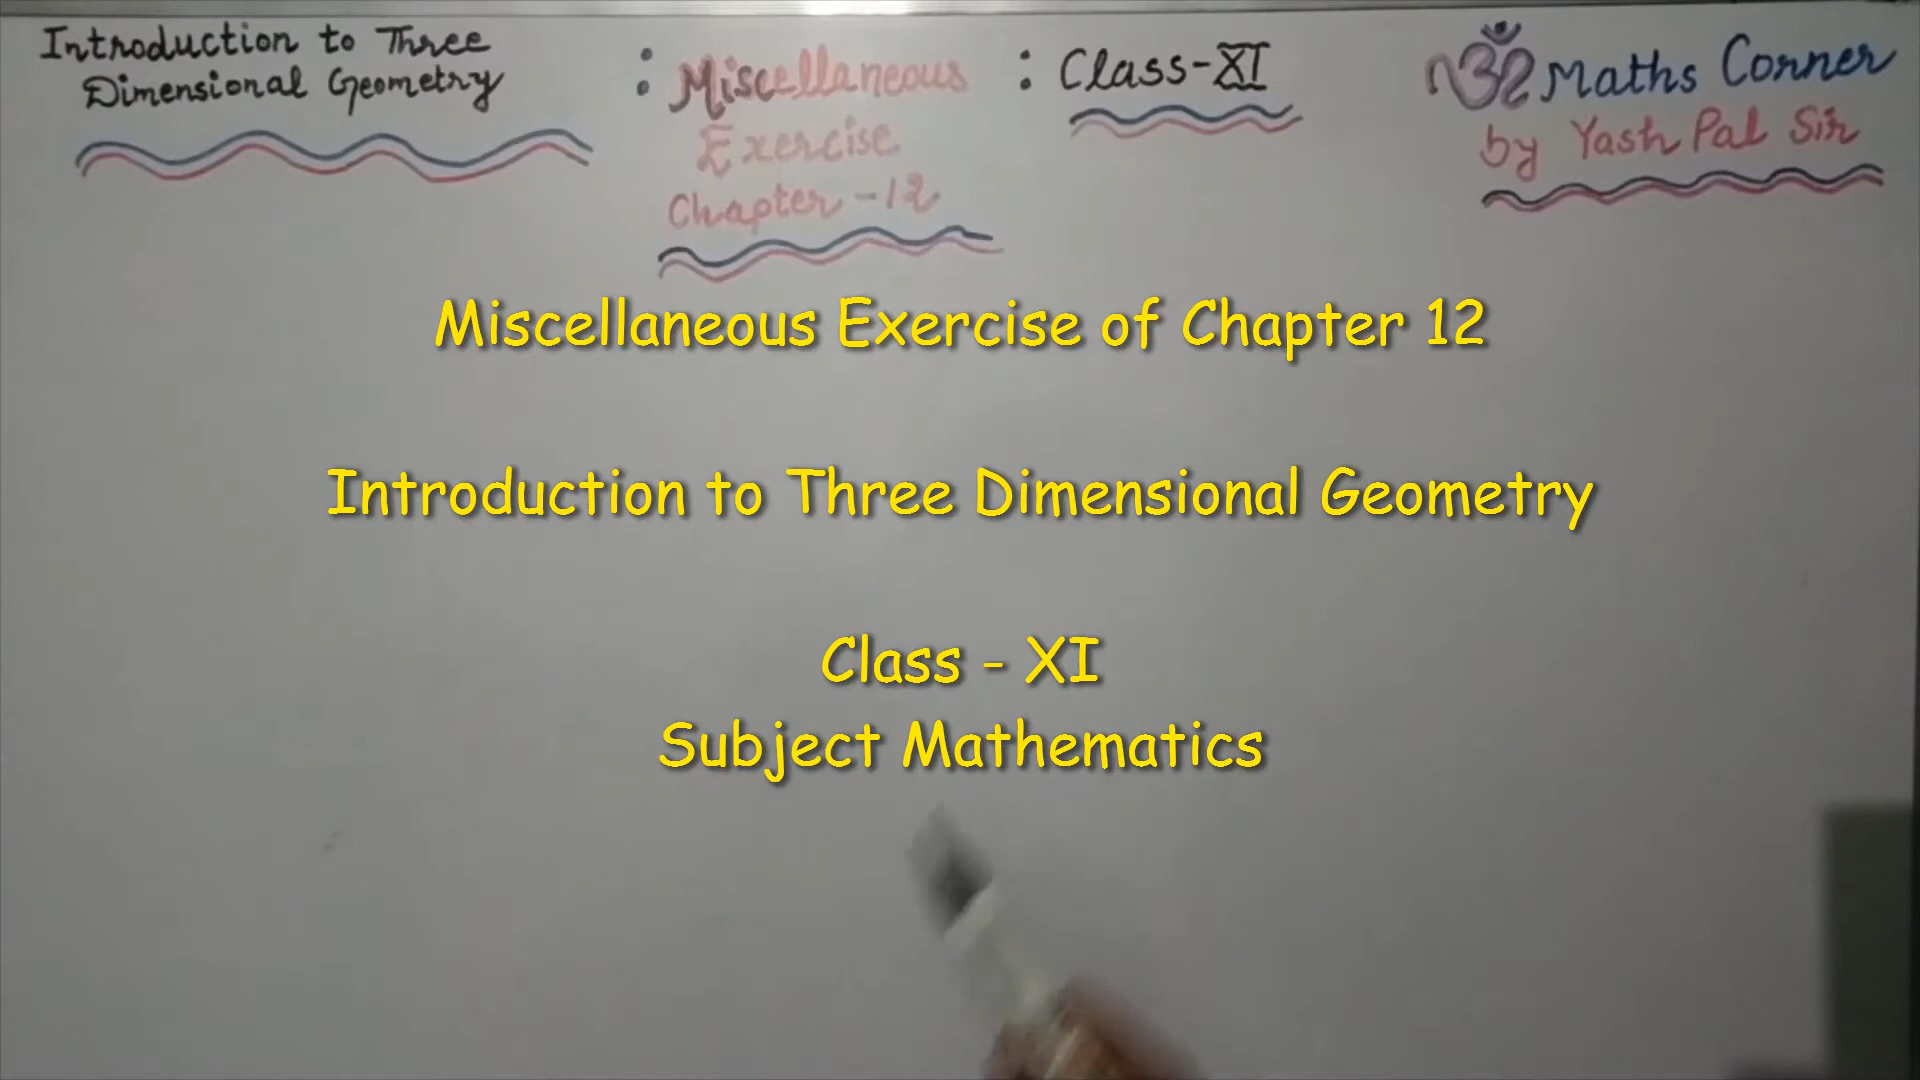 Introduction to Three
Dimensional Geometry
: Miscellaneous
Exercise
Chapter-12
: Class-XI
ॐ Maths Corner
by Yash Pal Sir
Miscellaneous Exercise of Chapter 12
Introduction to Three Dimensional Geometry
Class - XI
Subject Mathematics